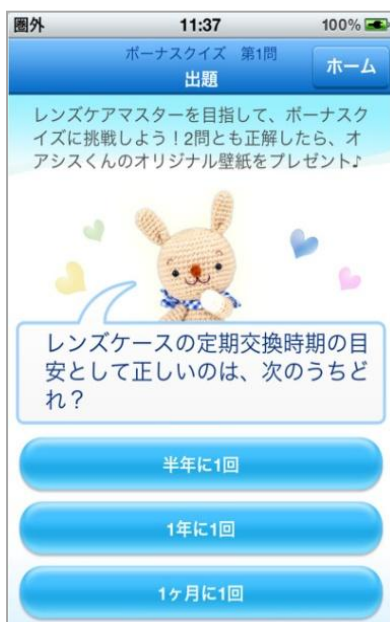 圏外 11:37 100%
ボーナスクイズ 第1問
出題
ホーム
レンズケアマスターを目指して、ボーナスク
イズに挑戦しよう！2問とも正解したら、オ
アシスくんのオリジナル壁紙をプレゼント♪
レンズケースの定期交換時期の目
安として正しいのは、次のうちど
れ？
半年に1回
1年に1回
1ヶ月に1回